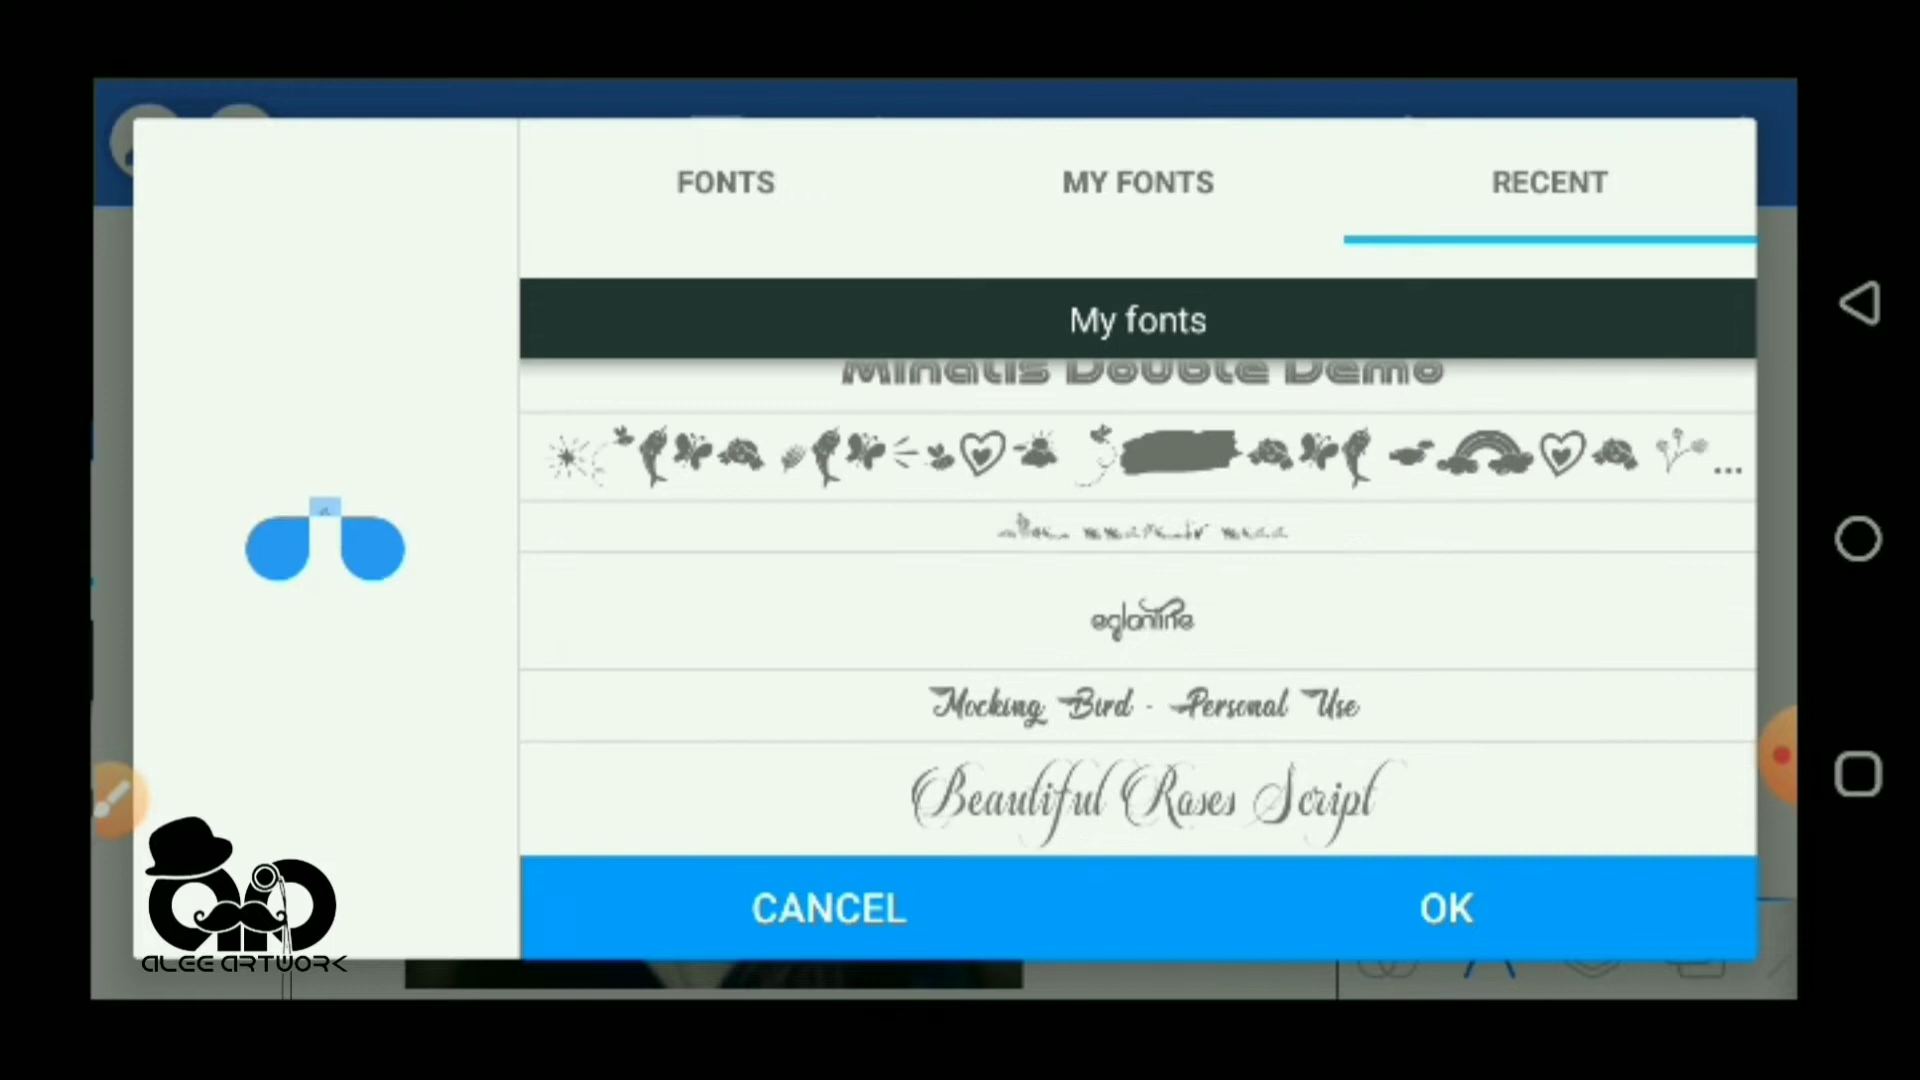 FONTS MY FONTS RECENT
My fonts
Minalis Double Demo
eglantine
Mocking Bird - Personal Use
Beautiful Roses Script
CANCEL OK
ALEE ARTWORK